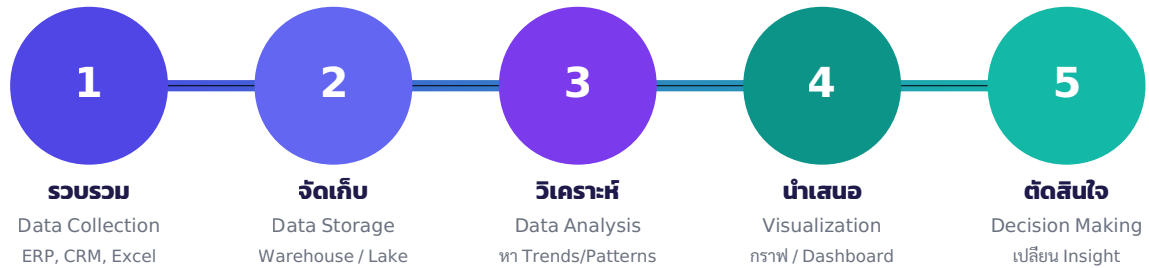 1 2 3 4 5
รวบรวม จัดเก็บ วิเคราะห์ นำเสนอ ตัดสินใจ
Data Collection Data Storage Data Analysis Visualization Decision Making
ERP, CRM, Excel Warehouse / Lake หา Trends/Patterns กราฟ / Dashboard เปลี่ยน Insight